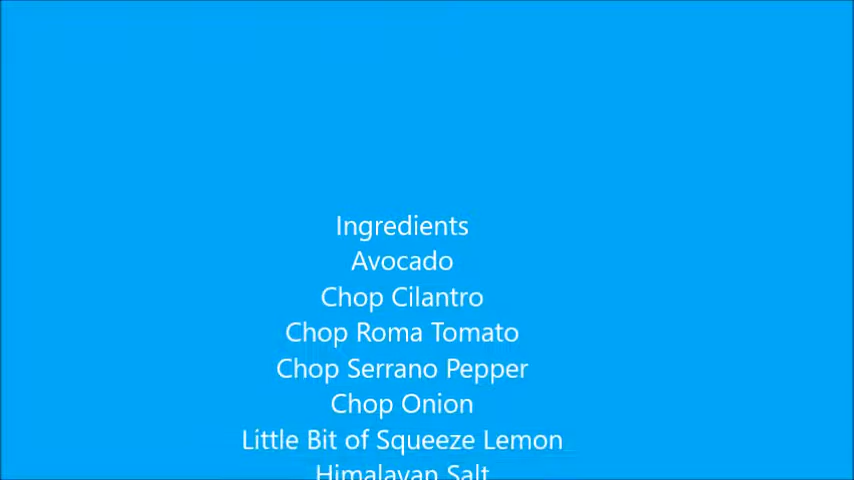 Ingredients
Avocado
Chop Cilantro
Chop Roma Tomato
Chop Serrano Pepper
Chop Onion
Little Bit of Squeeze Lemon
Himalayan Salt